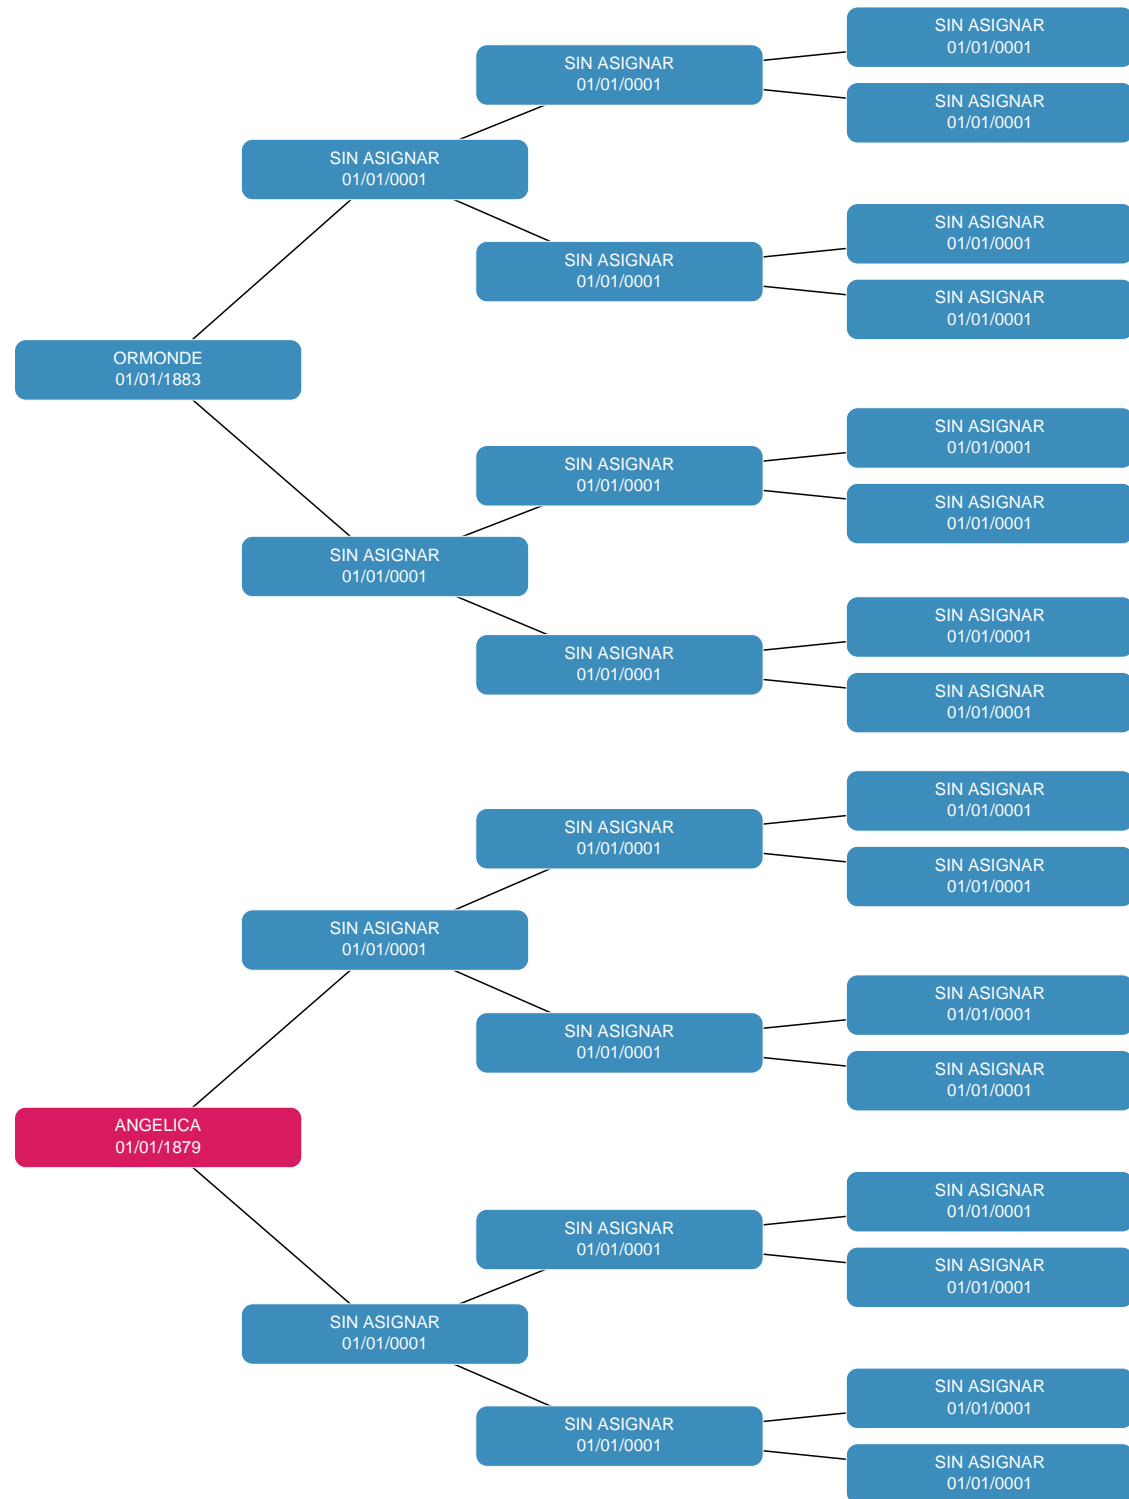 SIN ASIGNAR
01/01/0001
SIN ASIGNAR
01/01/0001
SIN ASIGNAR
01/01/0001
SIN ASIGNAR
01/01/0001
SIN ASIGNAR
01/01/0001
SIN ASIGNAR
01/01/0001
SIN ASIGNAR
01/01/0001
ORMONDE
01/01/1883
SIN ASIGNAR
01/01/0001
SIN ASIGNAR
01/01/0001
SIN ASIGNAR
01/01/0001
SIN ASIGNAR
01/01/0001
SIN ASIGNAR
01/01/0001
SIN ASIGNAR
01/01/0001
SIN ASIGNAR
01/01/0001
SIN ASIGNAR
01/01/0001
SIN ASIGNAR
01/01/0001
SIN ASIGNAR
01/01/0001
SIN ASIGNAR
01/01/0001
SIN ASIGNAR
01/01/0001
SIN ASIGNAR
01/01/0001
SIN ASIGNAR
01/01/0001
ANGELICA
01/01/1879
SIN ASIGNAR
01/01/0001
SIN ASIGNAR
01/01/0001
SIN ASIGNAR
01/01/0001
SIN ASIGNAR
01/01/0001
SIN ASIGNAR
01/01/0001
SIN ASIGNAR
01/01/0001
SIN ASIGNAR
01/01/0001